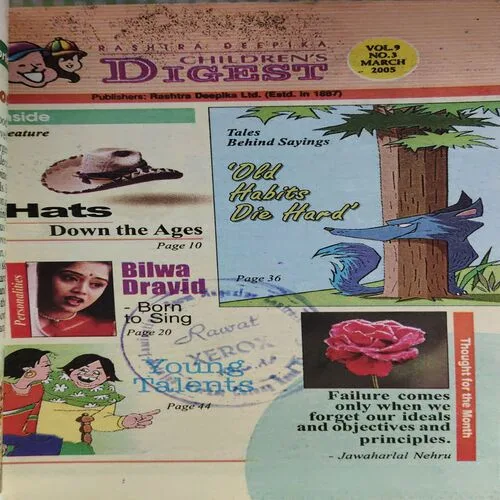 RASHTRA DEEPIKA
CHILDREN'S
DIGEST
VOL.9
NO.3
MARCH
2005
Publishers: Rashtra Deepika Ltd. (Estd. in 1887)
nside
eature
Hats
Down the Ages
Page 10
Tales
Behind Sayings
'Old
Habits
Die Hard'
Page 36
Personalities
Bilwa
Dravid
- Born
to Sing
Page 20
Rawat
XEROX
Young
Talents
Page 44
Thought for the Month
Failure comes
only when we
forget our ideals
and objectives and
principles.
- Jawaharlal Nehru